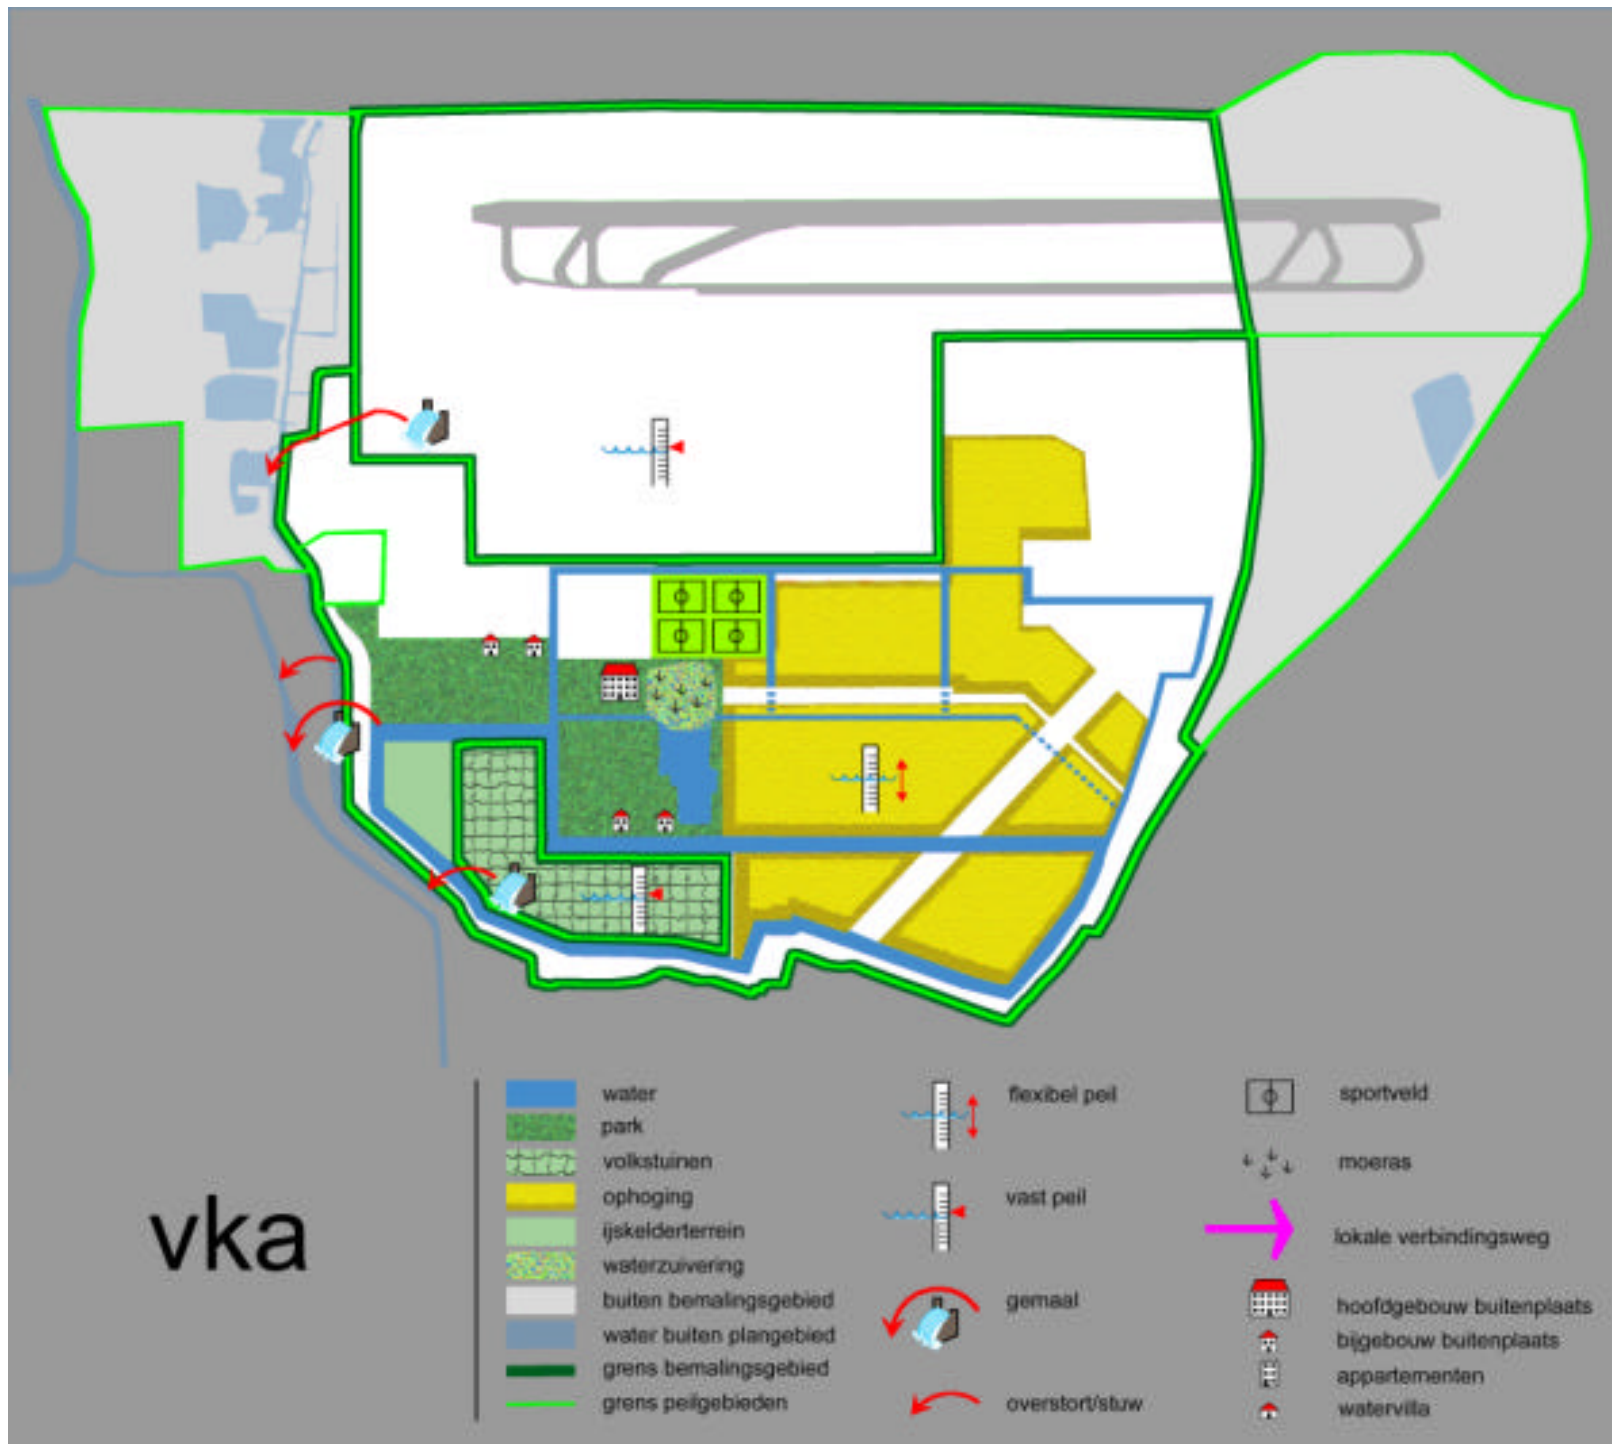 vka
water
park
volkstuinen
ophoging
ijskelderterrein
waterzuivering
buiten bemalingsgebied
water buiten plangebied
grens bemalingsgebied
grens peilgebieden
flexibel peil
vast peil
gemaal
overstort/stuw
sportveld
moeras
lokale verbindingsweg
hoofdgebouw buitenplaats
bijgebouw buitenplaats
appartementen
watervilla